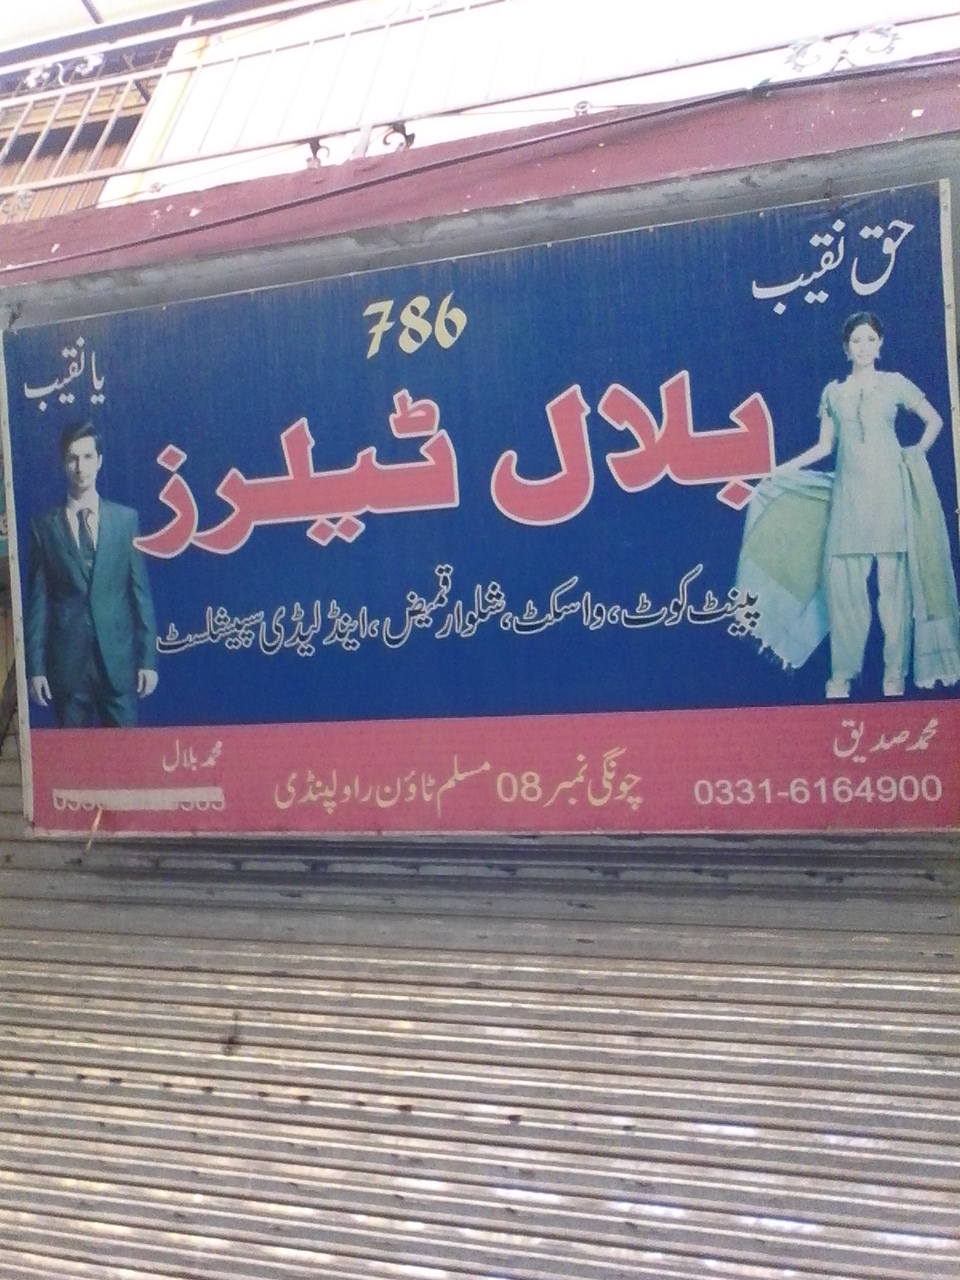 حق نقیب
786
یا نقیب
بلال ٹیلرز
پینٹ کوٹ، واسکٹ، شلوار قمیض، اینڈ لیڈی سپیشلسٹ
محمد صدیق
0331-6164900
چونگی نمبر 08 مسلم ٹاؤن راولپنڈی
محمد بلال